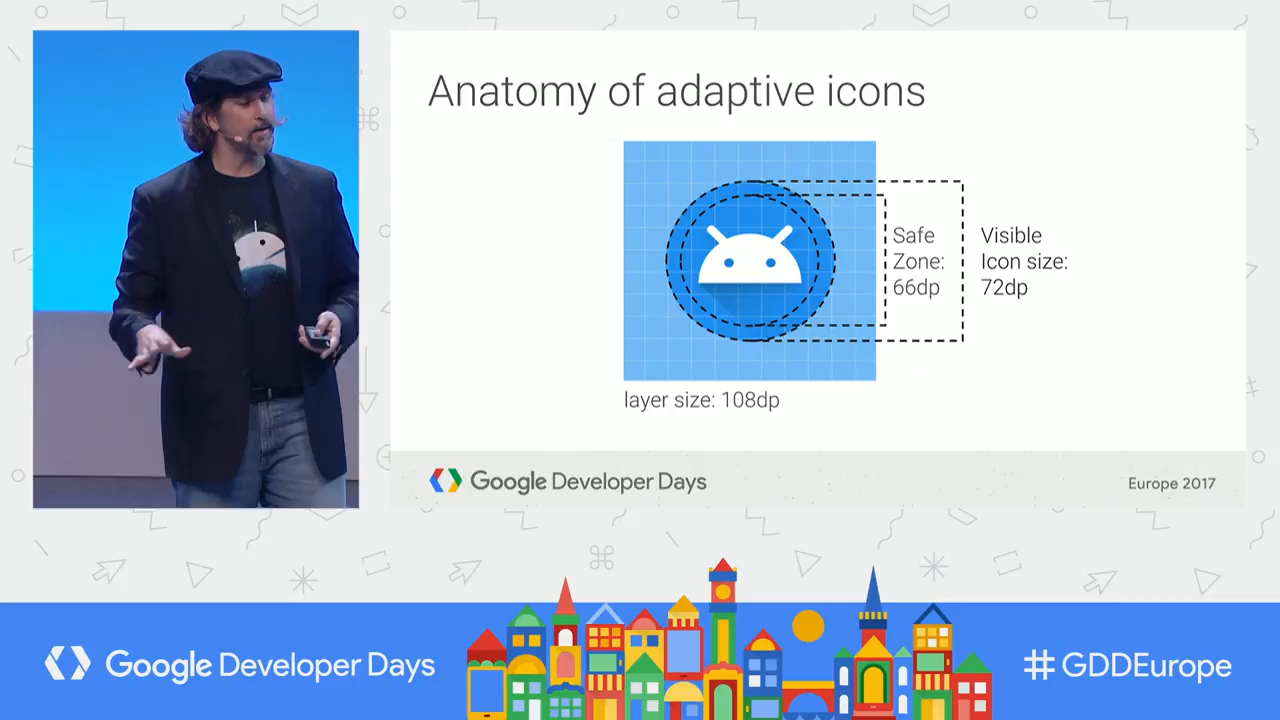 Anatomy of adaptive icons
Safe
Zone:
66dp
Visible
Icon size:
72dp
layer size: 108dp
Google Developer Days
Europe 2017
Google Developer Days
#GDDEurope